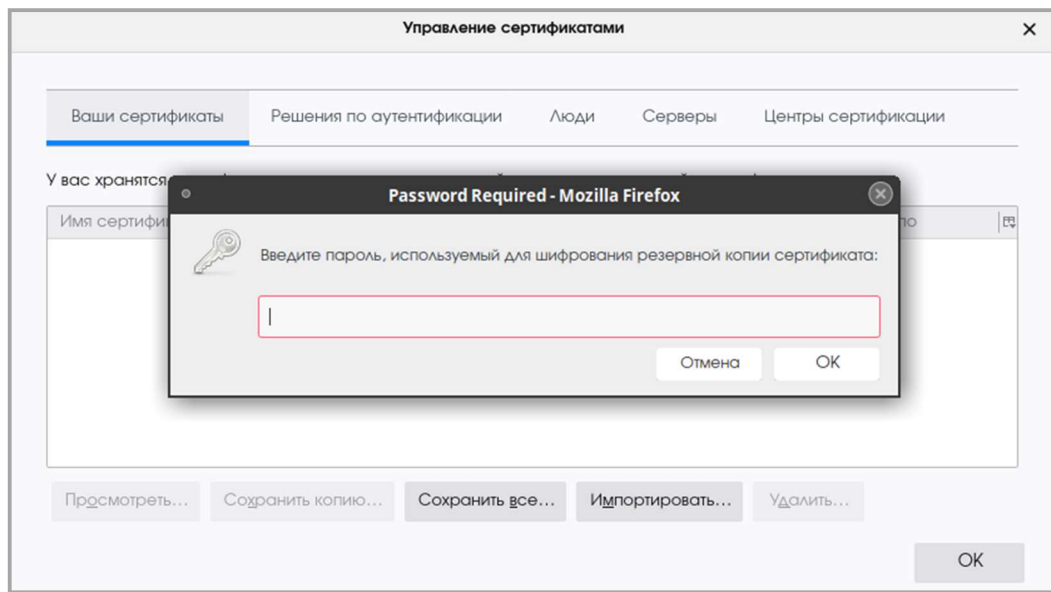 Управление сертификатами
Ваши сертификаты Решения по аутентификации Люди Серверы Центры сертификации
У вас хранятся
Password Required - Mozilla Firefox
Имя
Введите пароль, используемый для шифрования резервной копии сертификата:
Отмена OK
Просмотреть... Сохранить копию... Сохранить все... Импортировать... Удалить...
OK